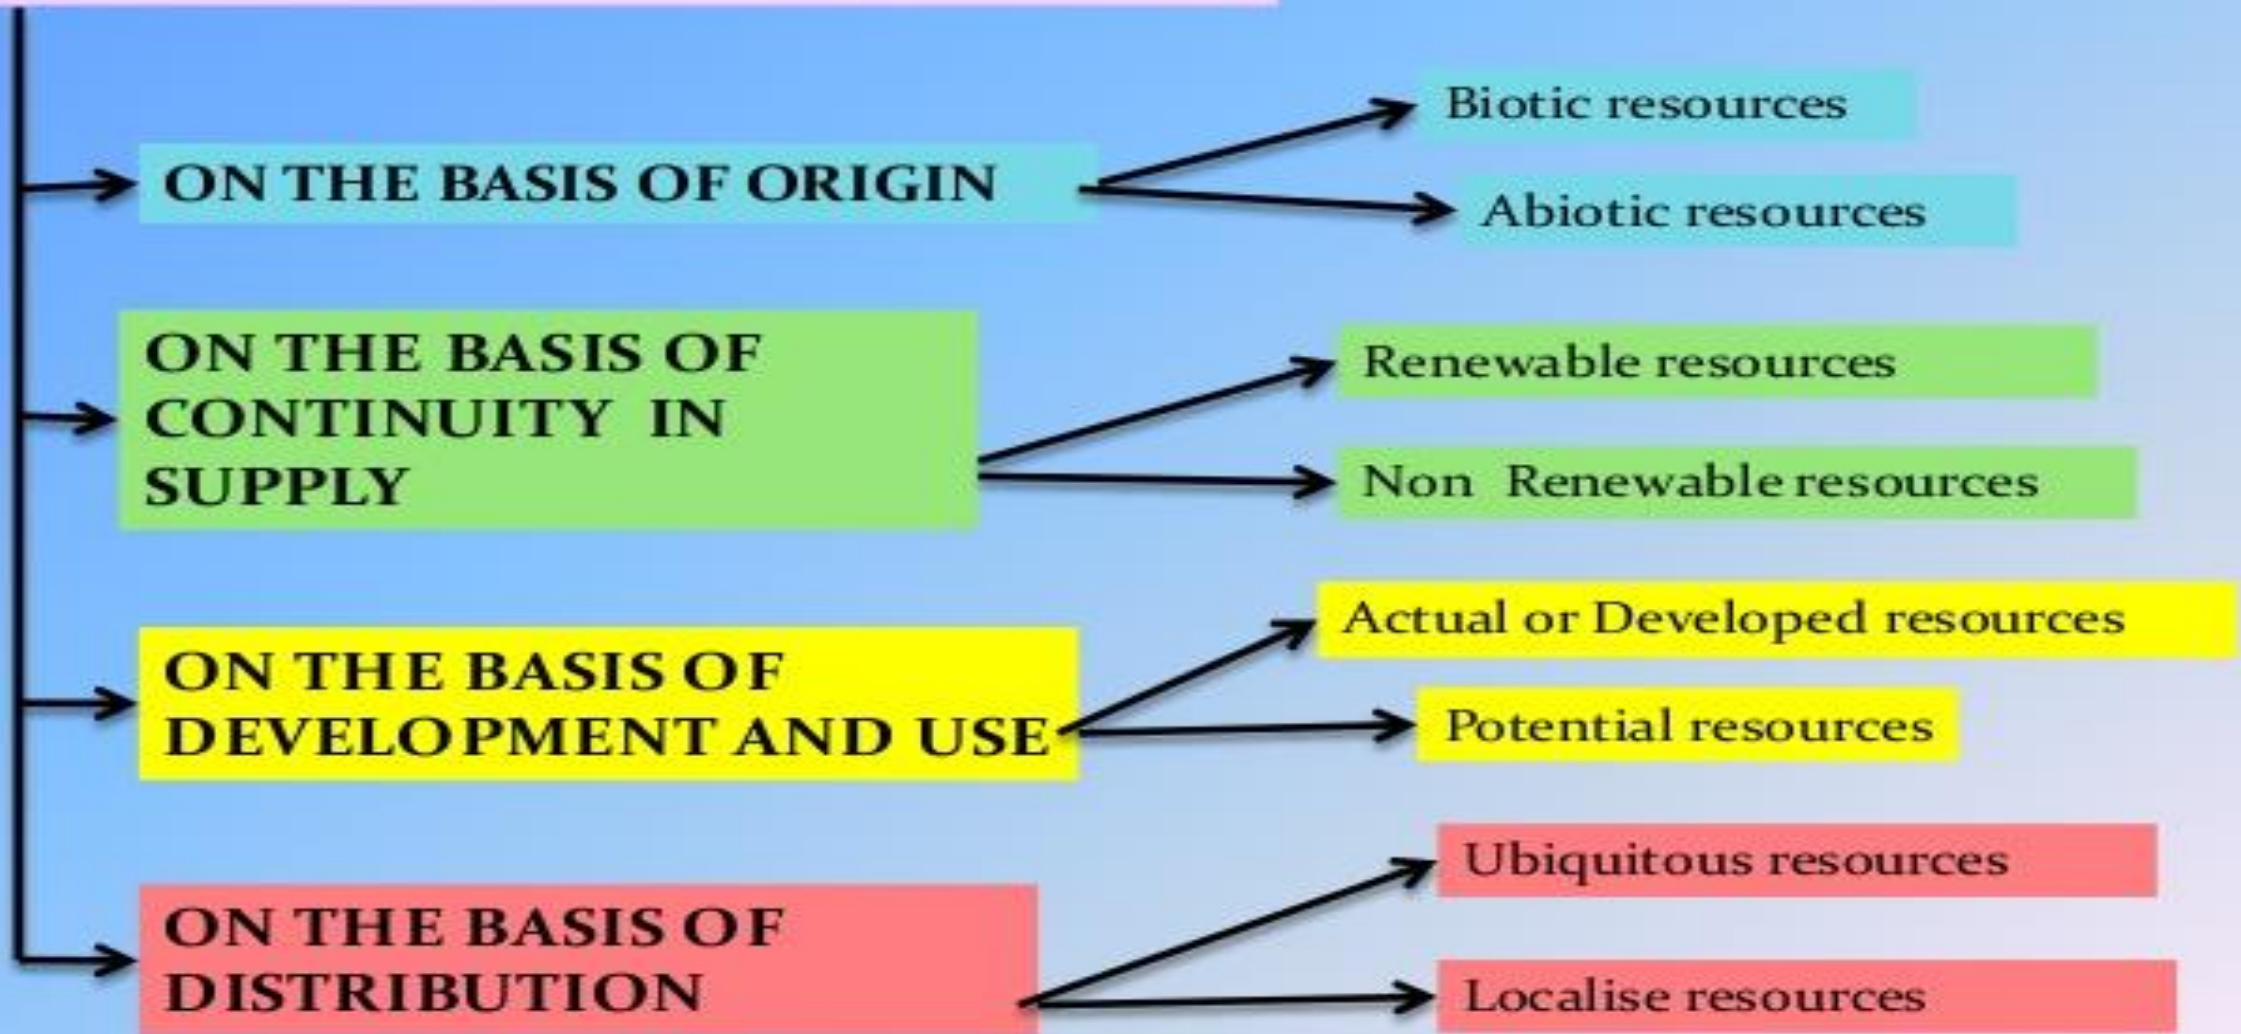 Biotic resources
ON THE BASIS OF ORIGIN
Abiotic resources
ON THE BASIS OF
CONTINUITY IN
SUPPLY
Renewable resources
Non Renewable resources
ON THE BASIS OF
DEVELOPMENT AND USE
Actual or Developed resources
Potential resources
ON THE BASIS OF
DISTRIBUTION
Ubiquitous resources
Localise resources